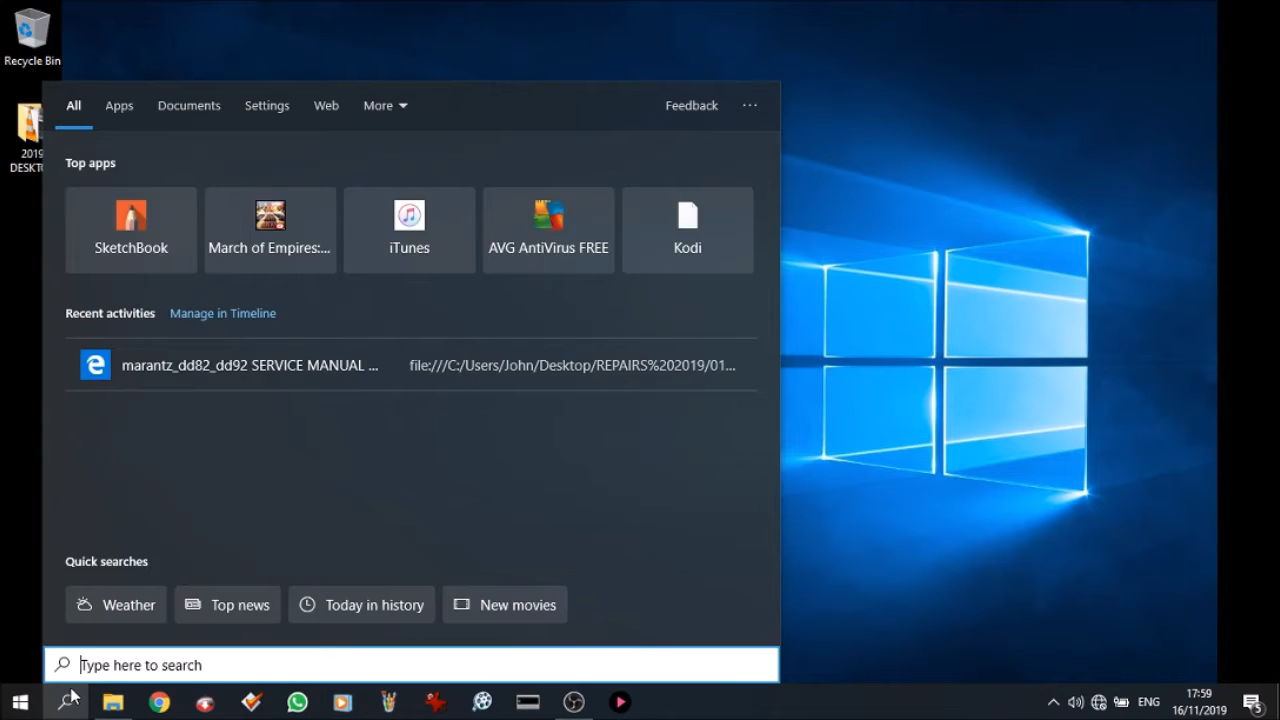 Recycle Bin
2019
DESKT
All Apps Documents Settings Web More Feedback ...
Top apps
SketchBook March of Empires:... iTunes AVG AntiVirus FREE Kodi
Recent activities Manage in Timeline
marantz_dd82_dd92 SERVICE MANUAL ... file:///C:/Users/John/Desktop/REPAIRS%202019/01...
Quick searches
Weather Top news Today in history New movies
Type here to search
ENG 17:59
16/11/2019
5